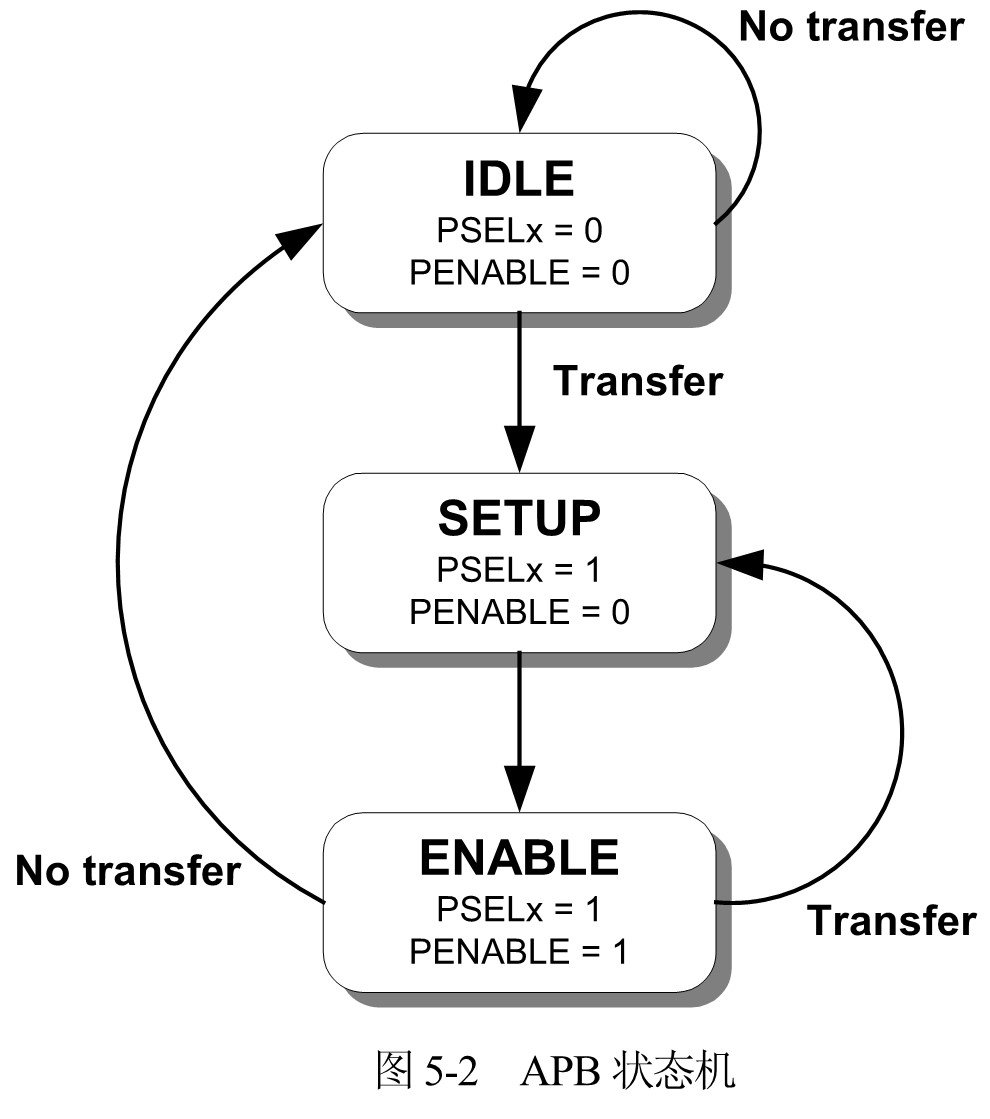 No transfer
IDLE
PSELx = 0
PENABLE = 0
Transfer
SETUP
PSELx = 1
PENABLE = 0
ENABLE
PSELx = 1
PENABLE = 1
No transfer
Transfer
图 5-2 APB 状态机